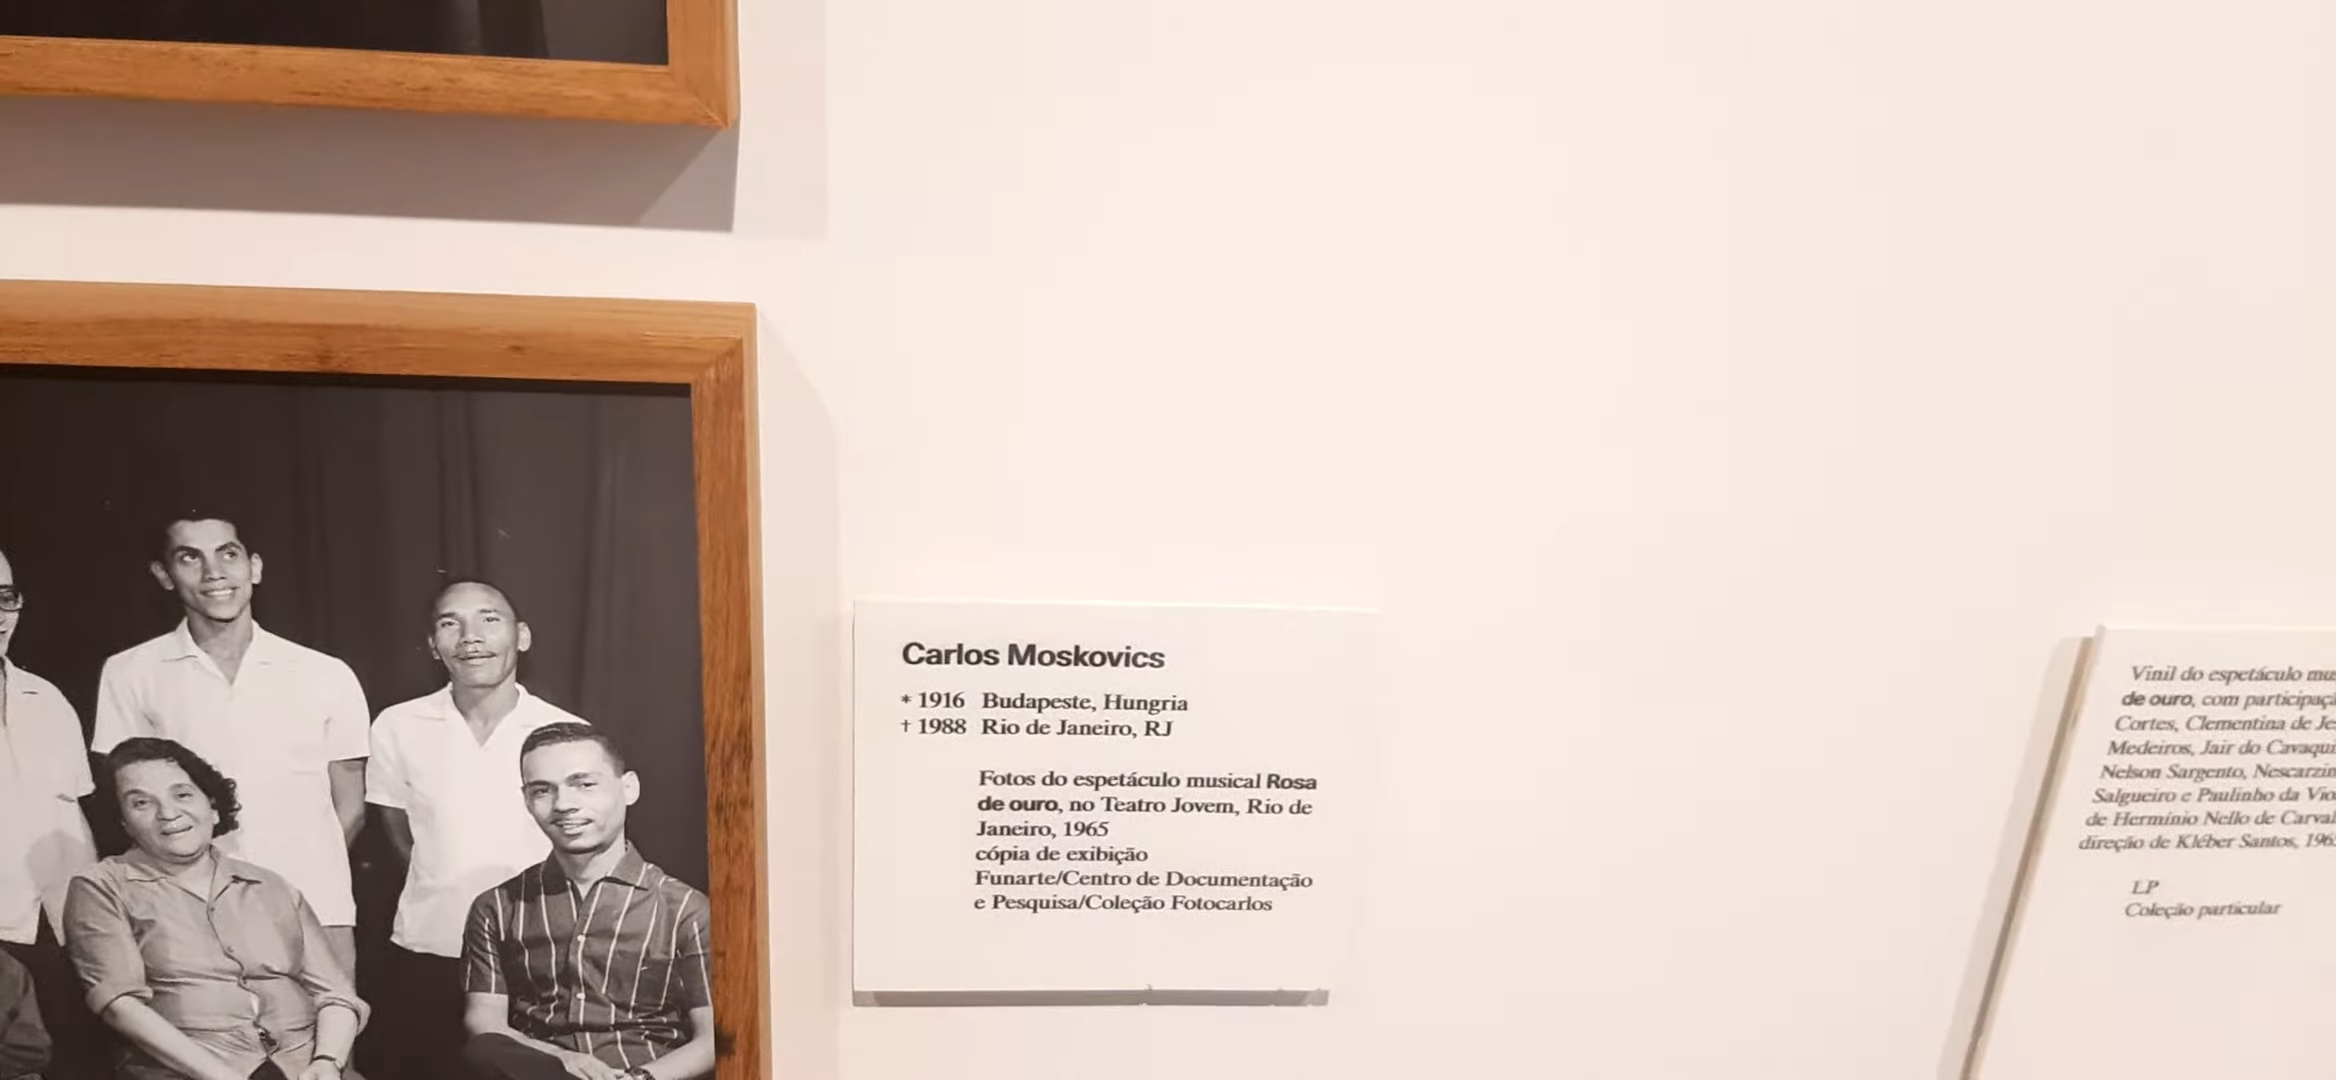 Carlos Moskovics
* 1916 Budapeste, Hungria
† 1988 Rio de Janeiro, RJ
Fotos do espetáculo musical Rosa
de ouro, no Teatro Jovem, Rio de
Janeiro, 1965
cópia de exibição
Funarte/Centro de Documentação
e Pesquisa/Coleção Fotocarlos
Vinil do espetáculo
de ouro, com
Cortes, Clementina de
Medeiros, Jair do
Nelson Sargento,
Salgueiro e Paulinho da
de Hermínio Nello de
direção de Kléber Santos,
LP
Coleção particular